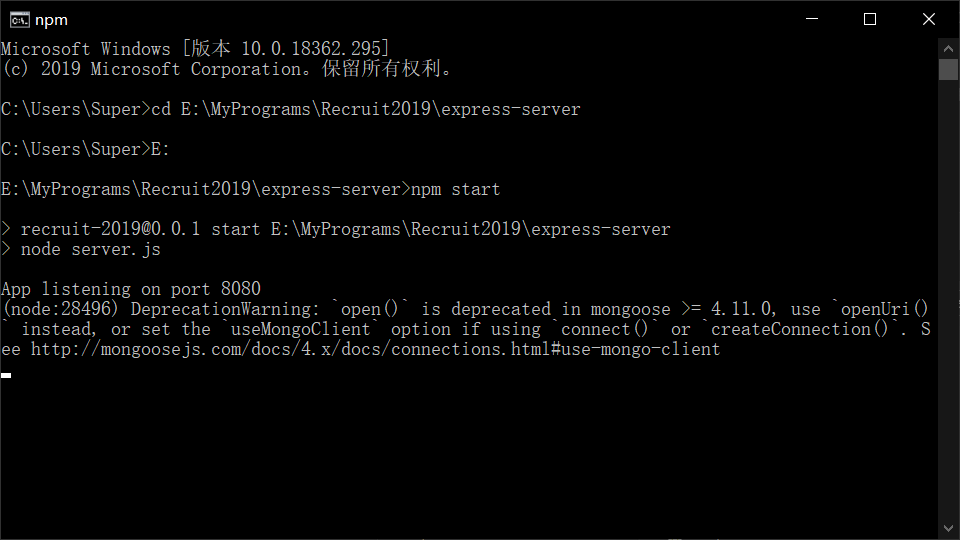 npm
Microsoft Windows [版本 10.0.18362.295]
(c) 2019 Microsoft Corporation。保留所有权利。
C:\Users\Super>cd E:\MyPrograms\Recruit2019\express-server
C:\Users\Super>E:
E:\MyPrograms\Recruit2019\express-server>npm start
> recruit-2019@0.0.1 start E:\MyPrograms\Recruit2019\express-server
> node server.js
App listening on port 8080
(node:28496) DeprecationWarning: `open()` is deprecated in mongoose >= 4.11.0, use `openUri()
` instead, or set the `useMongoClient` option if using `connect()` or `createConnection()`. S
ee http://mongoosejs.com/docs/4.x/docs/connections.html#use-mongo-client